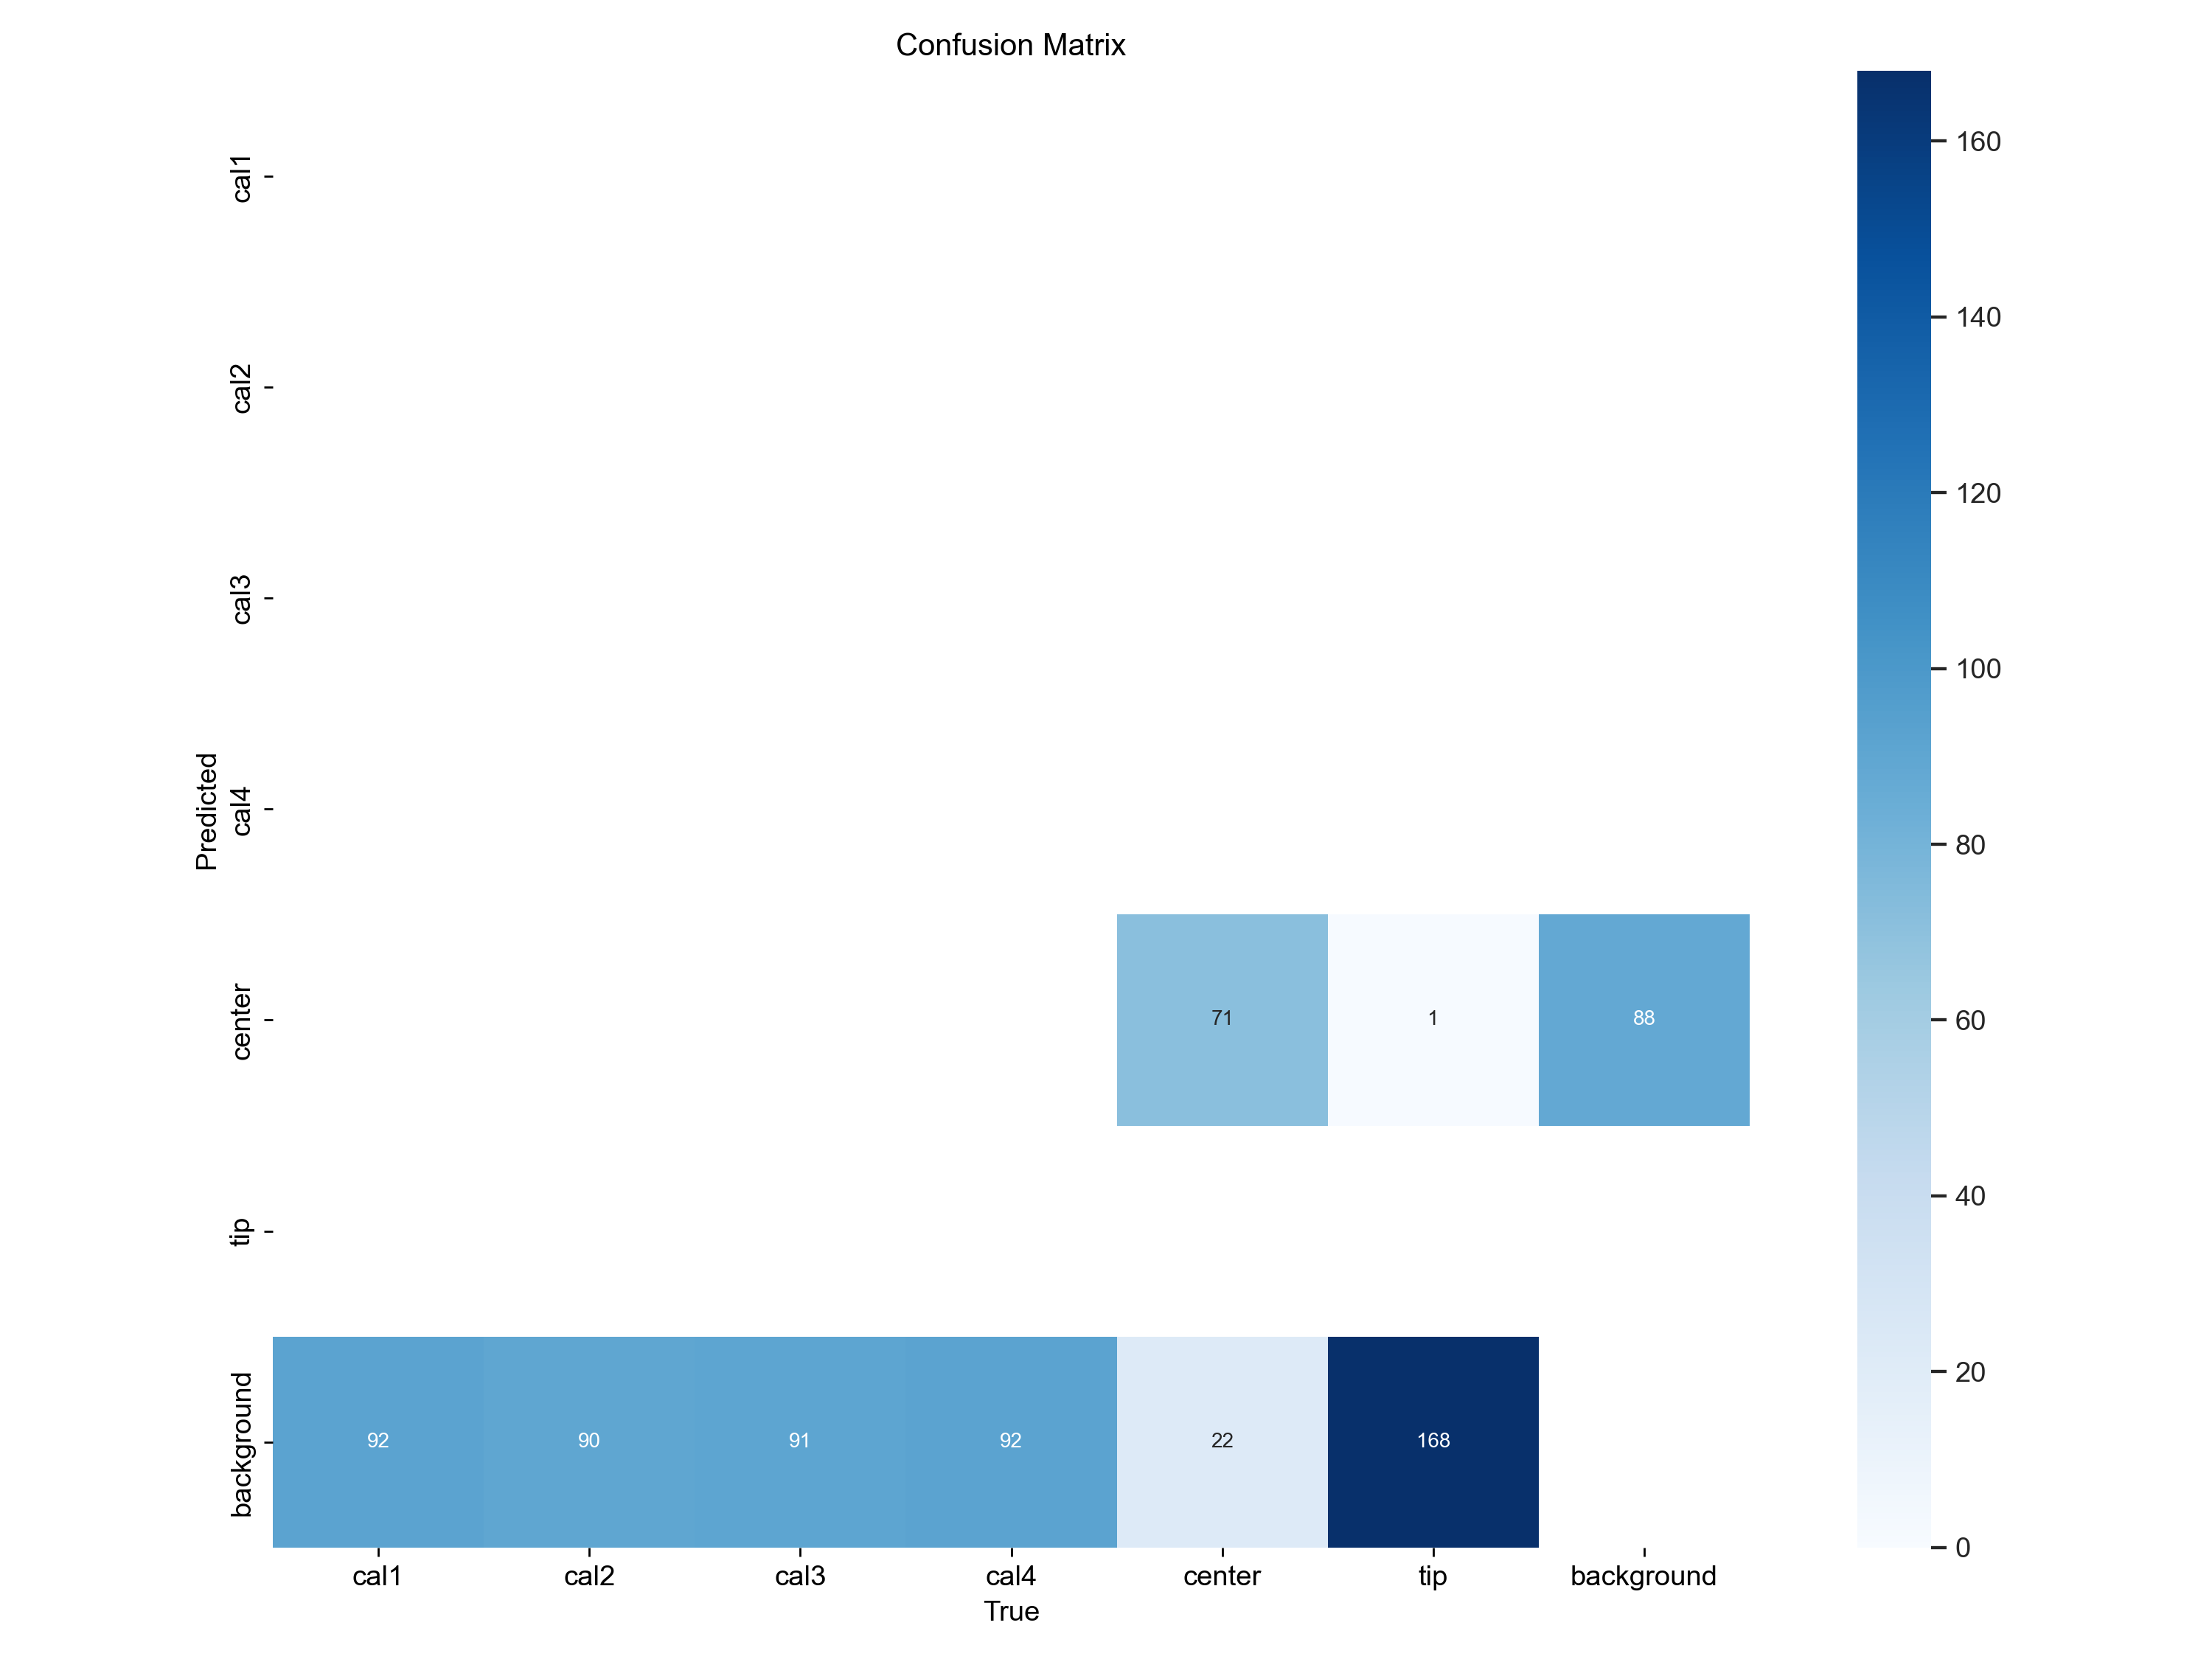 Confusion Matrix
Predicted
cal1
cal2
cal3
cal4
center
tip
background
71 1 88
92 90 91 92 22 168
cal1 cal2 cal3 cal4 center tip background
True
160
140
120
100
80
60
40
20
0